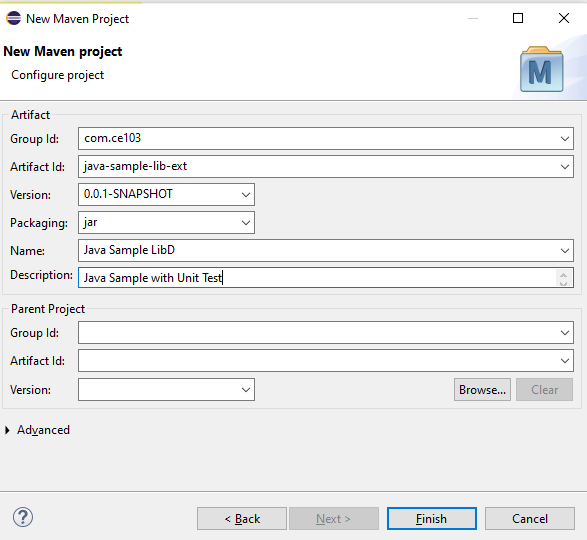 New Maven Project
New Maven project
Configure project
M
Artifact
Group Id: com.ce103
Artifact Id: java-sample-lib-ext
Version: 0.0.1-SNAPSHOT
Packaging: jar
Name: Java Sample LibD
Description: Java Sample with Unit Test
Parent Project
Group Id:
Artifact Id:
Version: Browse... Clear
Advanced
? < Back Next > Finish Cancel